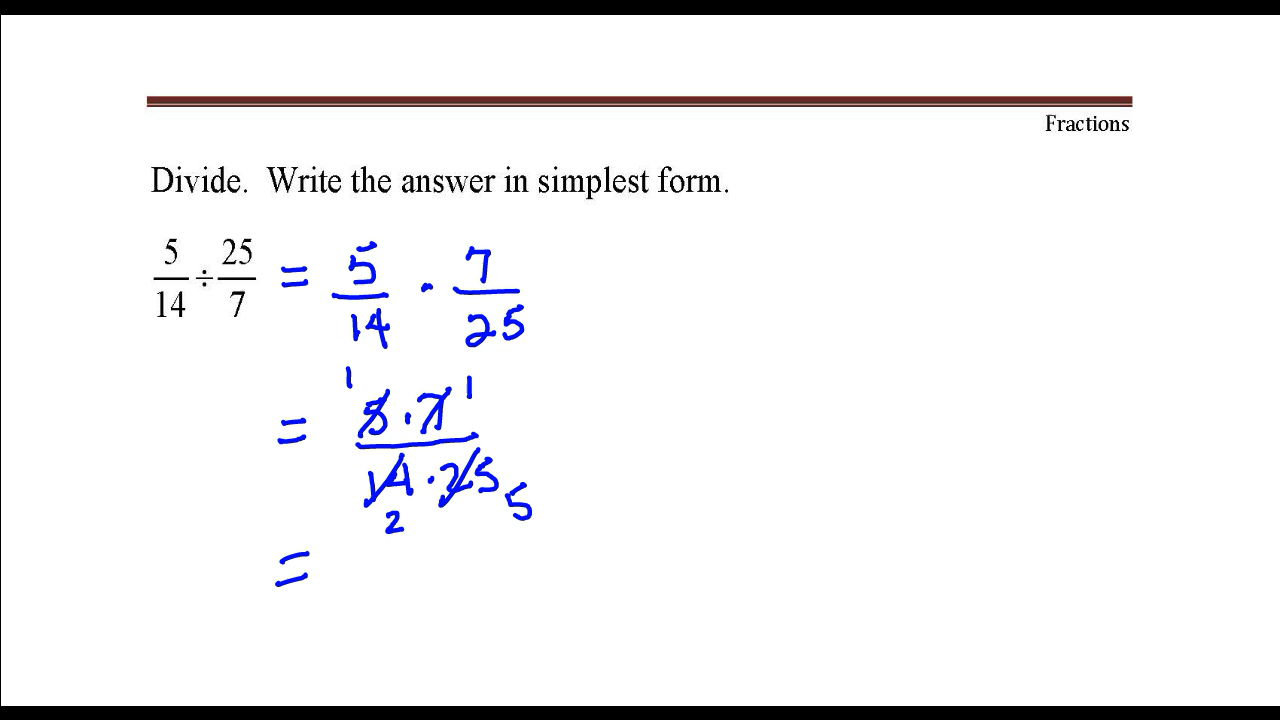 Fractions
Divide. Write the answer in simplest form.
5/14 ÷ 25/7 = 5/14 · 7/25
1 1
= 5·7/14·25
2 5
=